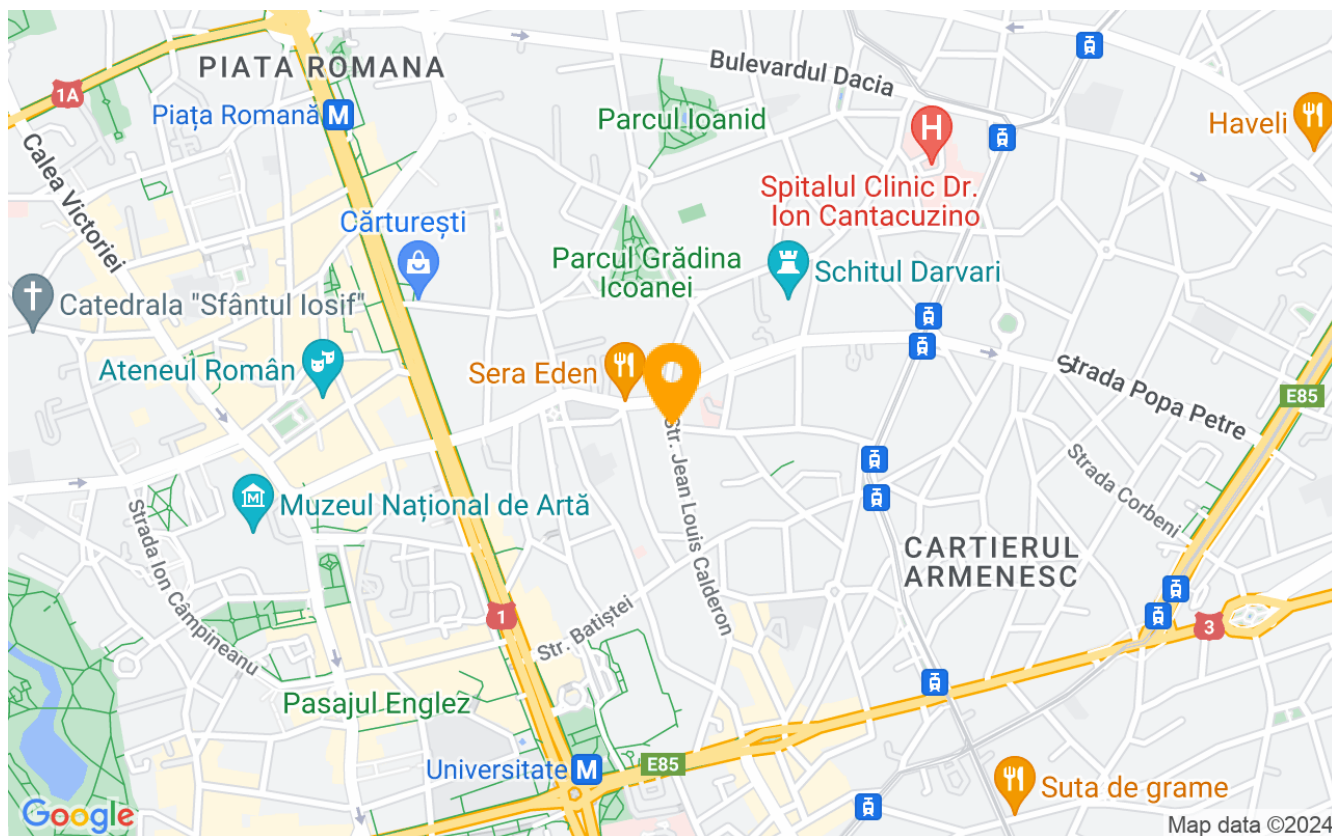 Bulevardul Dacia
PIATA ROMANA
1A
Piața Romană
M
Parcul Ioanid
H
Haveli
Calea Victoriei
Spitalul Clinic Dr.
Ion Cantacuzino
Cărturești
Parcul Grădina
Icoanei
Schitul Darvari
Catedrala "Sfântul Iosif"
Ateneul Român
Sera Eden
Strada Popa Petre
E85
Str. Jean Louis Calderon
Strada Corbeni
M
Muzeul Național de Artă
Strada Ion Câmpineanu
CARTIERUL
ARMENESC
1
Str. Batiștei
3
Pasajul Englez
Universitate
M
E85
Suta de grame
Google
Map data ©2024